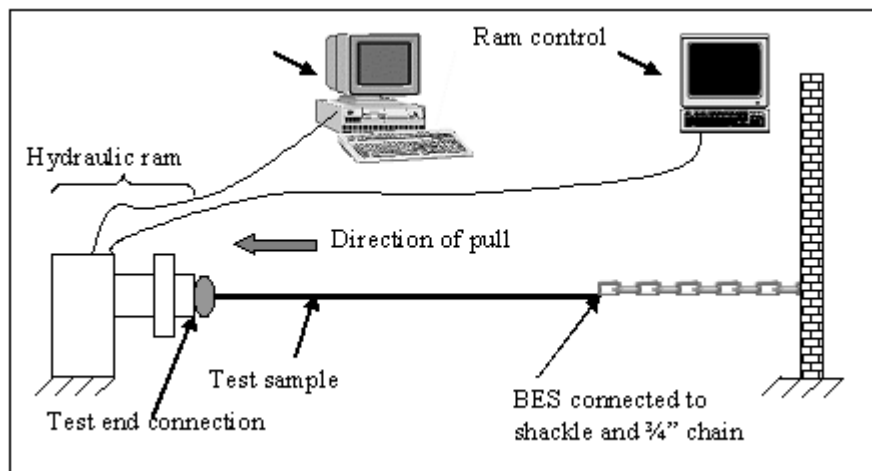 Ram control
Hydraulic ram
Direction of pull
Test sample
Test end connection
BES connected to
shackle and ¾” chain